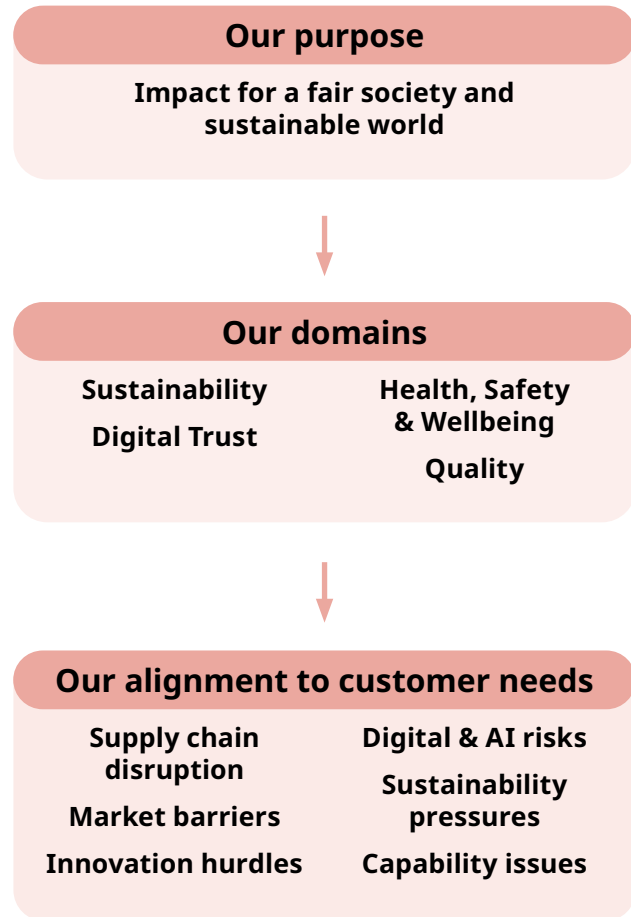 Our purpose
Impact for a fair society and
sustainable world
Our domains
Sustainability
Digital Trust
Health, Safety
& Wellbeing
Quality
Our alignment to customer needs
Supply chain
disruption
Market barriers
Innovation hurdles
Digital & AI risks
Sustainability
pressures
Capability issues